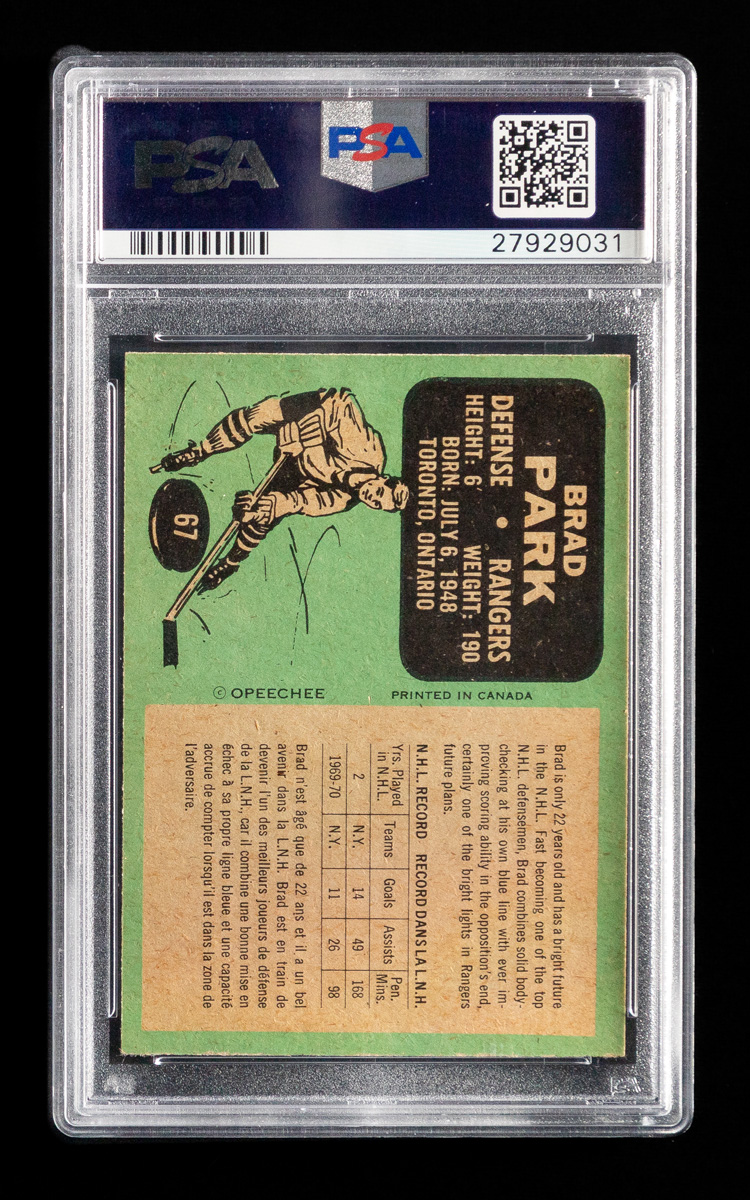 PSA
PSA
27929031
BRAD
PARK
DEFENSE • RANGERS
HEIGHT: 6' WEIGHT: 190
BORN: JULY 6, 1948
TORONTO, ONTARIO
67
© OPEECHEE
PRINTED IN CANADA
Brad is only 22 years old and has a bright future
in the N.H.L. Fast becoming one of the top
N.H.L. defensemen, Brad combines solid body-
checking at his own blue line with ever im-
proving scoring ability in the opposition's end,
certainly one of the bright lights in Rangers
future plans.
N.H.L. RECORD RECORD DANS LA L.N.H.
Yrs. Played in N.H.L. Teams Goals Assists Pen. Mins.
2 N.Y. 14 49 168
1969-70 N.Y. 11 26 98
Brad n'est âgé que de 22 ans et il a un bel
avenir dans la L.N.H. Brad est en train de
devenir l'un des meilleurs joueurs de défense
de la L.N.H., car il combine une bonne mise en
échec à sa propre ligne bleue et une capacité
accrue de compter lorsqu'il est dans la zone de
l'adversaire.